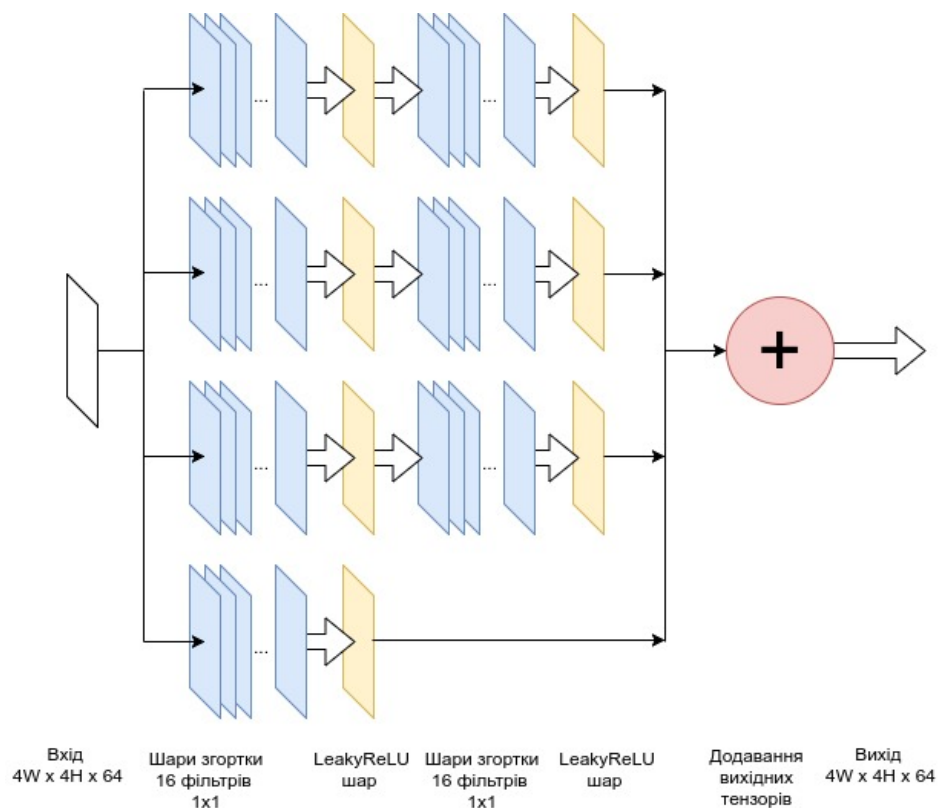 ...
...
...
...
...
...
...
+
Вхід
4W x 4H x 64
Шари згортки
16 фільтрів
1x1
LeakyReLU
шар
Шари згортки
16 фільтрів
1x1
LeakyReLU
шар
Додавання
вихідних
тензорів
Вихід
4W x 4H x 64